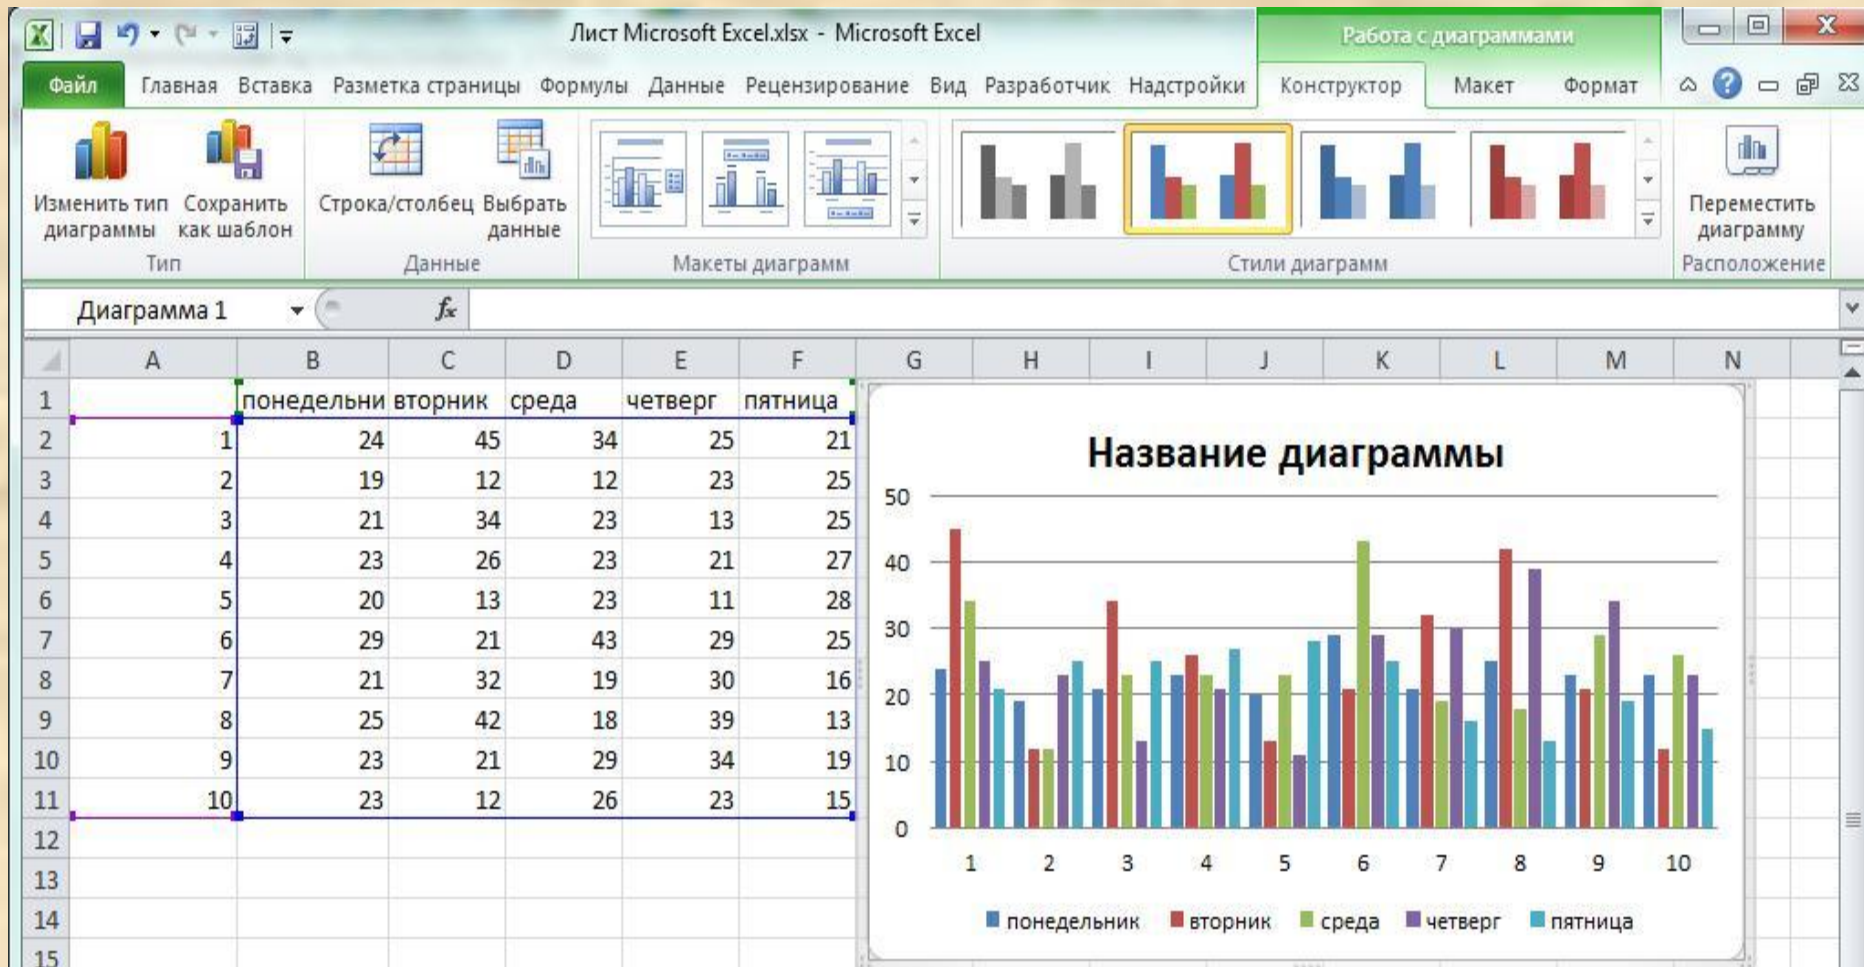 Лист Microsoft Excel.xlsx - Microsoft Excel
Работа с диаграммами
Файл Главная Вставка Разметка страницы Формулы Данные Рецензирование Вид Разработчик Надстройки Конструктор Макет Формат
Изменить тип диаграммы
Сохранить как шаблон
Строка/столбец
Выбрать данные
Переместить диаграмму
Тип Данные Макеты диаграмм Стили диаграмм Расположение
Диаграмма 1 fx
A B C D E F G H I J K L M N
1 понедельни вторник среда четверг пятница
2 1 24 45 34 25 21
3 2 19 12 12 23 25
4 3 21 34 23 13 25
5 4 23 26 23 21 27
6 5 20 13 23 11 28
7 6 29 21 43 29 25
8 7 21 32 19 30 16
9 8 25 42 18 39 13
10 9 23 21 29 34 19
11 10 23 12 26 23 15
12
13
14
15
Название диаграммы
50
40
30
20
10
0
1 2 3 4 5 6 7 8 9 10
понедельник вторник среда четверг пятница